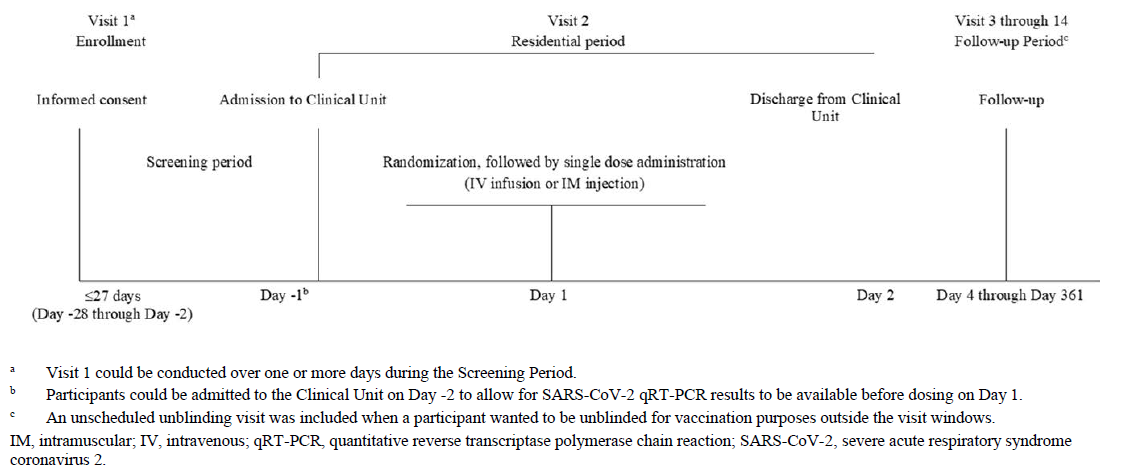 Visit 1ᵃ
Enrollment
Visit 2
Residential period
Visit 3 through 14
Follow-up Periodᶜ
Informed consent
Admission to Clinical Unit
Discharge from Clinical
Unit
Follow-up
Screening period
Randomization, followed by single dose administration
(IV infusion or IM injection)
≤27 days
(Day -28 through Day -2)
Day -1ᵇ
Day 1
Day 2
Day 4 through Day 361
ᵃ Visit 1 could be conducted over one or more days during the Screening Period.
ᵇ Participants could be admitted to the Clinical Unit on Day -2 to allow for SARS-CoV-2 qRT-PCR results to be available before dosing on Day 1.
ᶜ An unscheduled unblinding visit was included when a participant wanted to be unblinded for vaccination purposes outside the visit windows.
IM, intramuscular; IV, intravenous; qRT-PCR, quantitative reverse transcriptase polymerase chain reaction; SARS-CoV-2, severe acute respiratory syndrome
coronavirus 2.